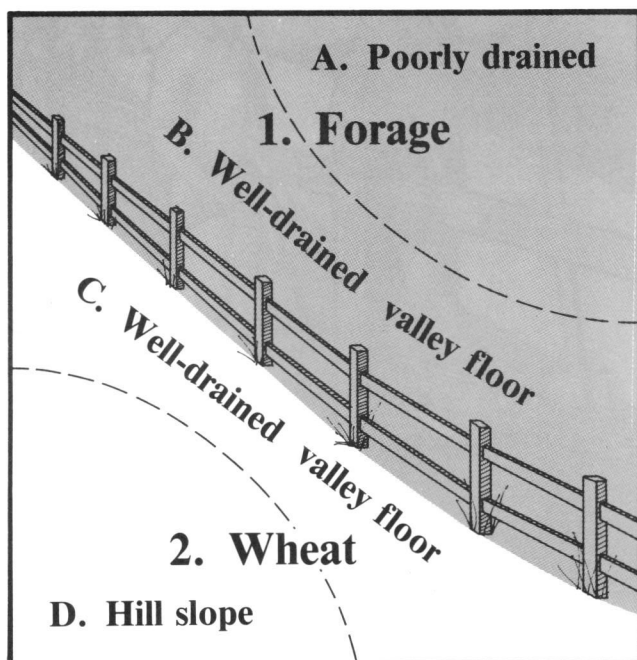 A. Poorly drained
1. Forage
B. Well-drained valley floor
C. Well-drained valley floor
2. Wheat
D. Hill slope